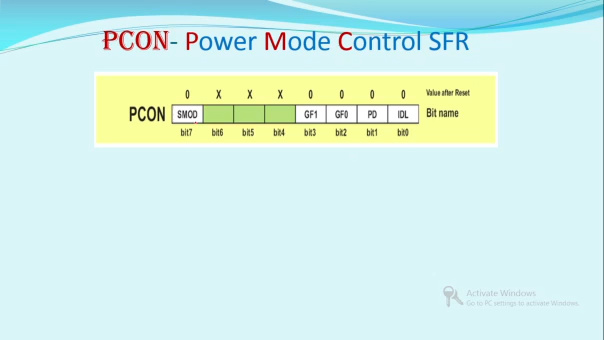 PCON- Power Mode Control SFR
0 X X X 0 0 0 0 Value after Reset
PCON SMOD GF1 GF0 PD IDL Bit name
bit7 bit6 bit5 bit4 bit3 bit2 bit1 bit0
Activate Windows
Go to PC settings to activate Windows